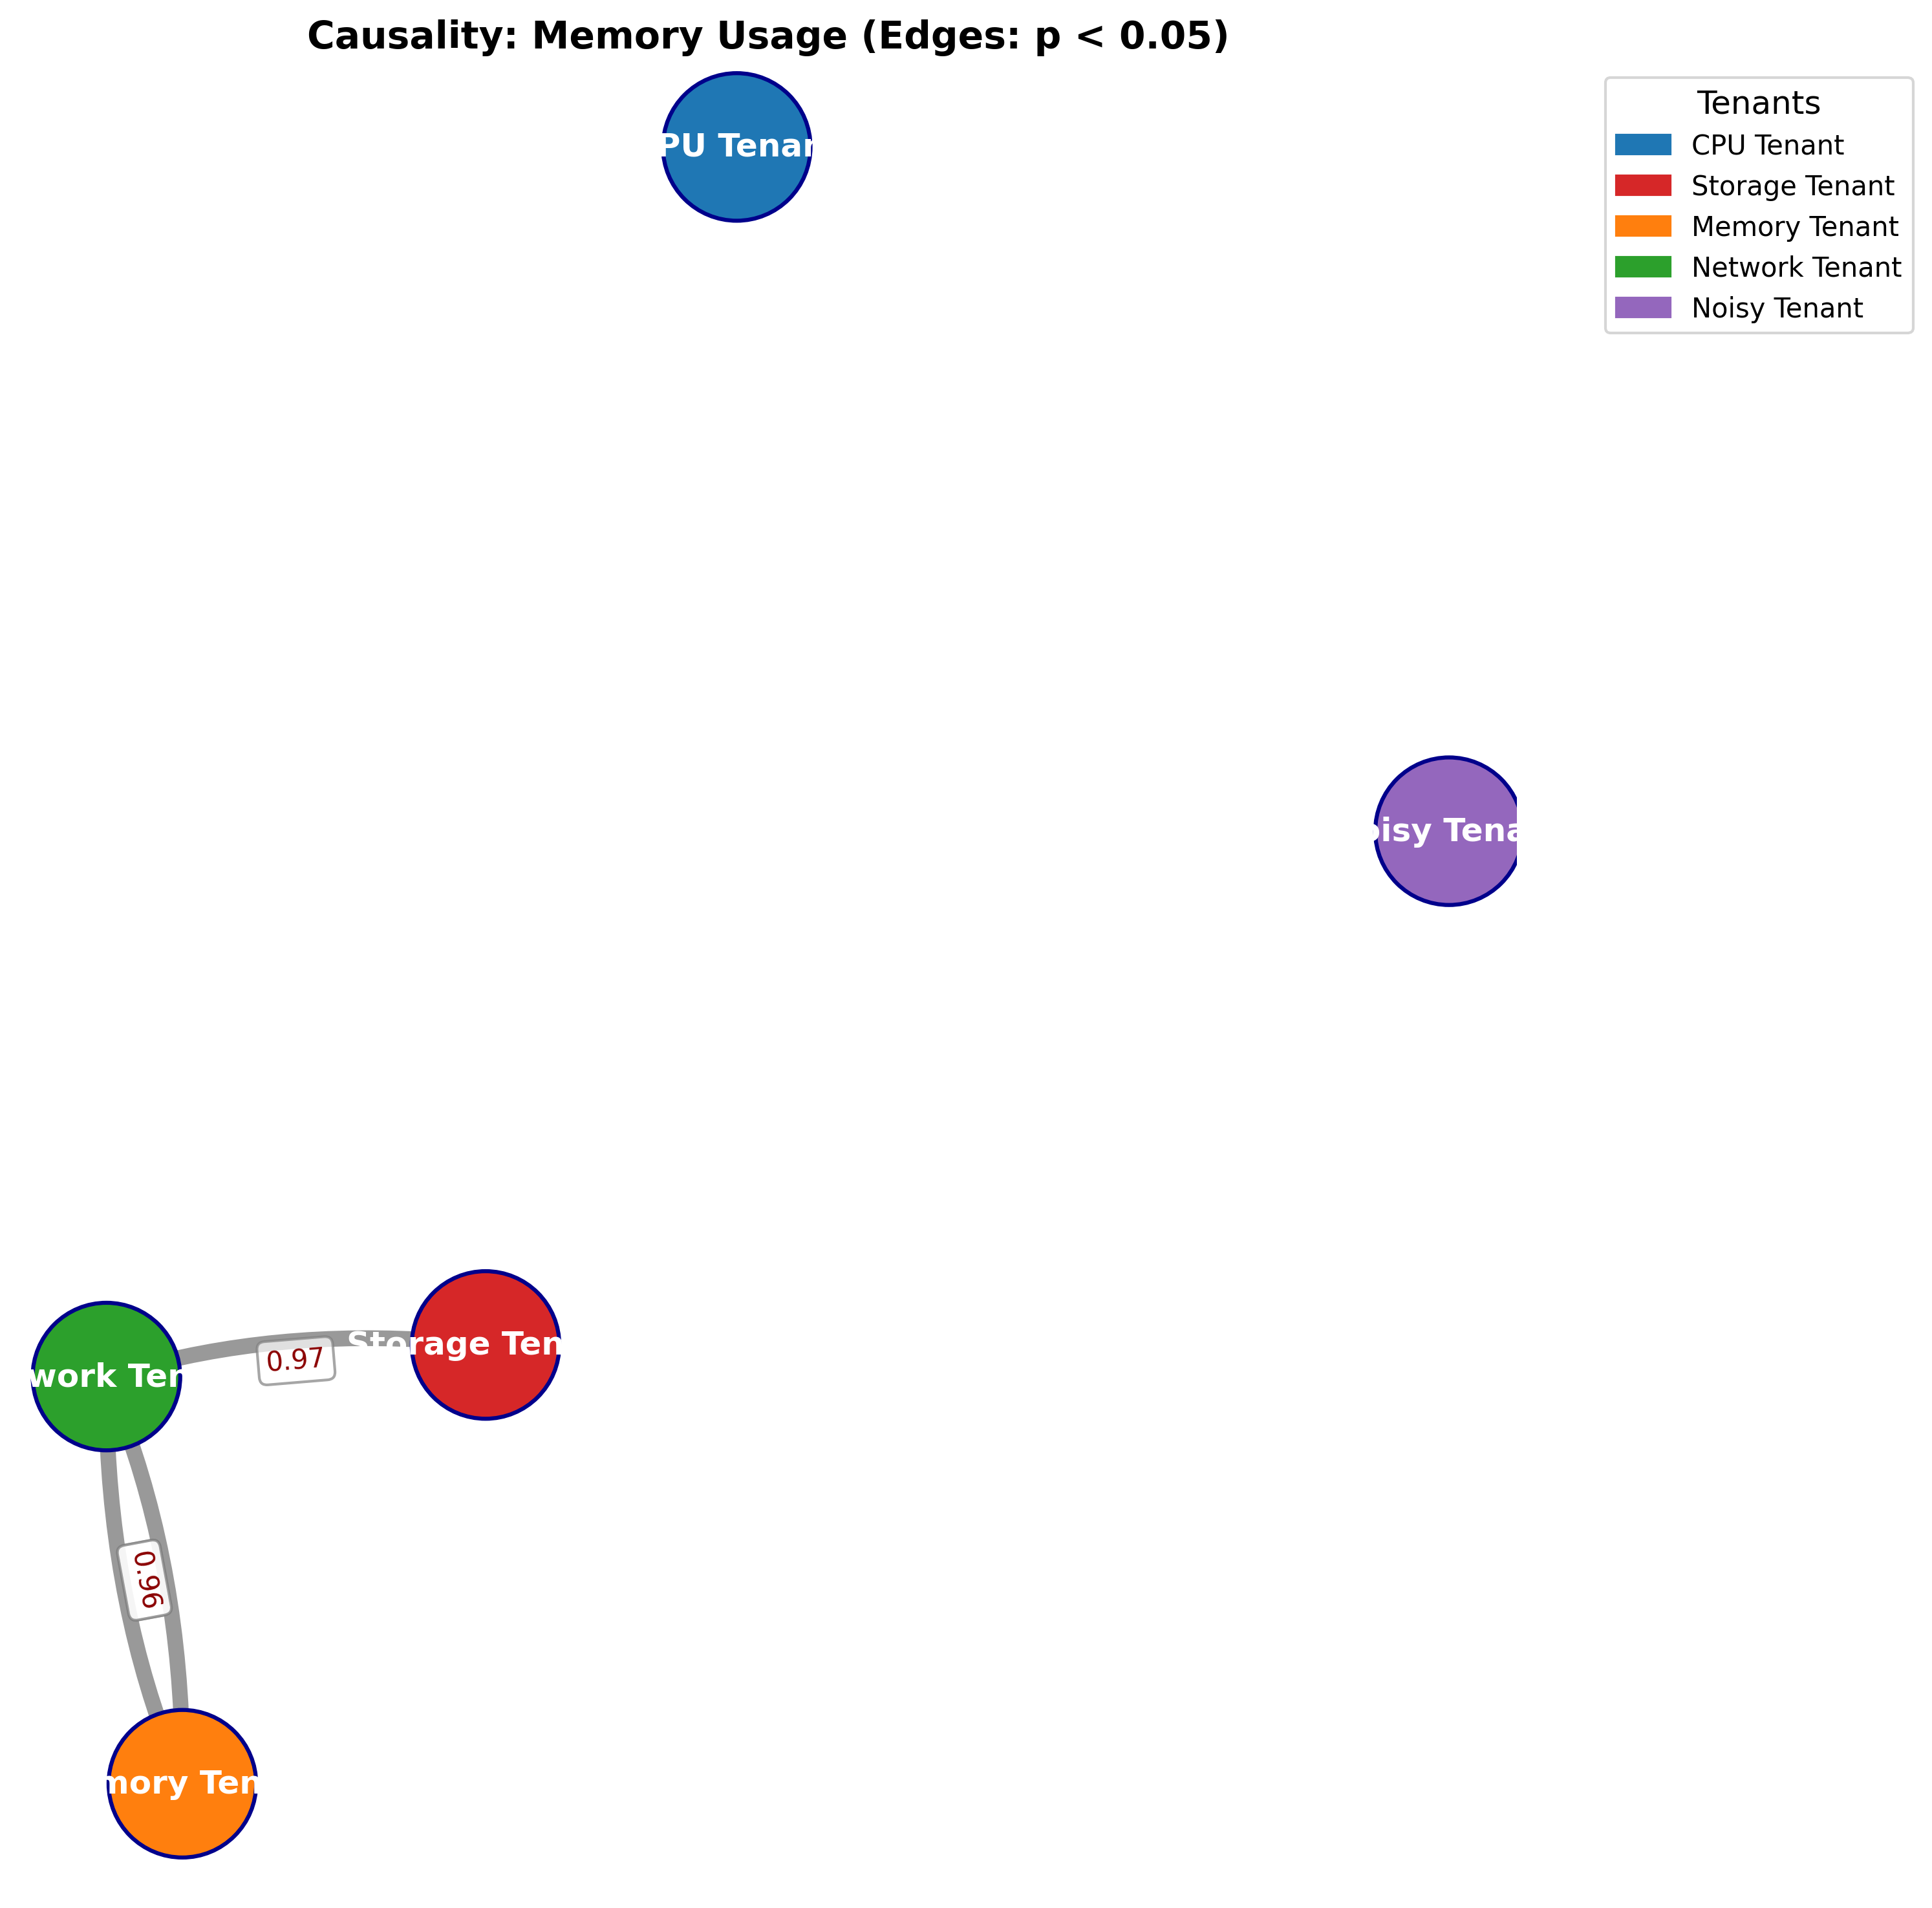 Causality: Memory Usage (Edges: p < 0.05)
Tenants
CPU Tenant
Storage Tenant
Memory Tenant
Network Tenant
Noisy Tenant
PU Tenan
oisy Tena
Storage Ten
work Ten
0.97
0.96
mory Ten